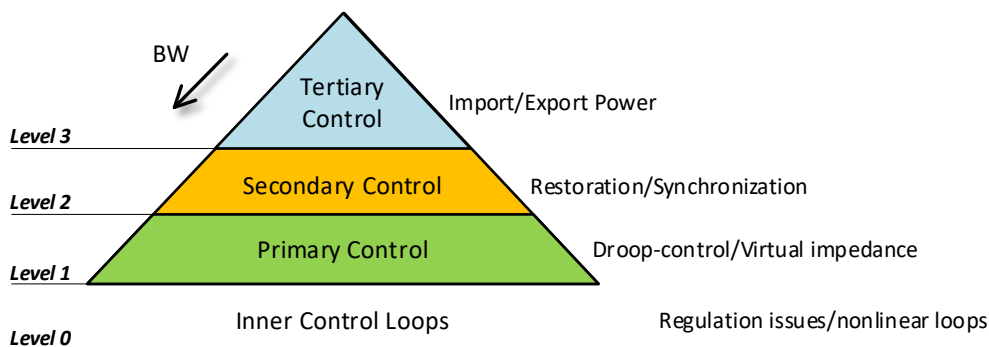 BW
Tertiary
Control
Import/Export Power
Level 3
Secondary Control
Restoration/Synchronization
Level 2
Primary Control
Droop-control/Virtual impedance
Level 1
Inner Control Loops
Regulation issues/nonlinear loops
Level 0